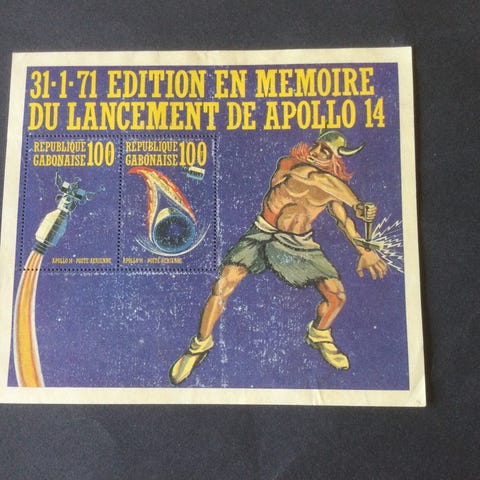 31·1·71 EDITION EN MEMOIRE
DU LANCEMENT DE APOLLO 14
REPUBLIQUE
GABONAISE 100
APOLLO 14 - POSTE AERIENNE
REPUBLIQUE
GABONAISE 100
APOLLO 14 - POSTE AERIENNE